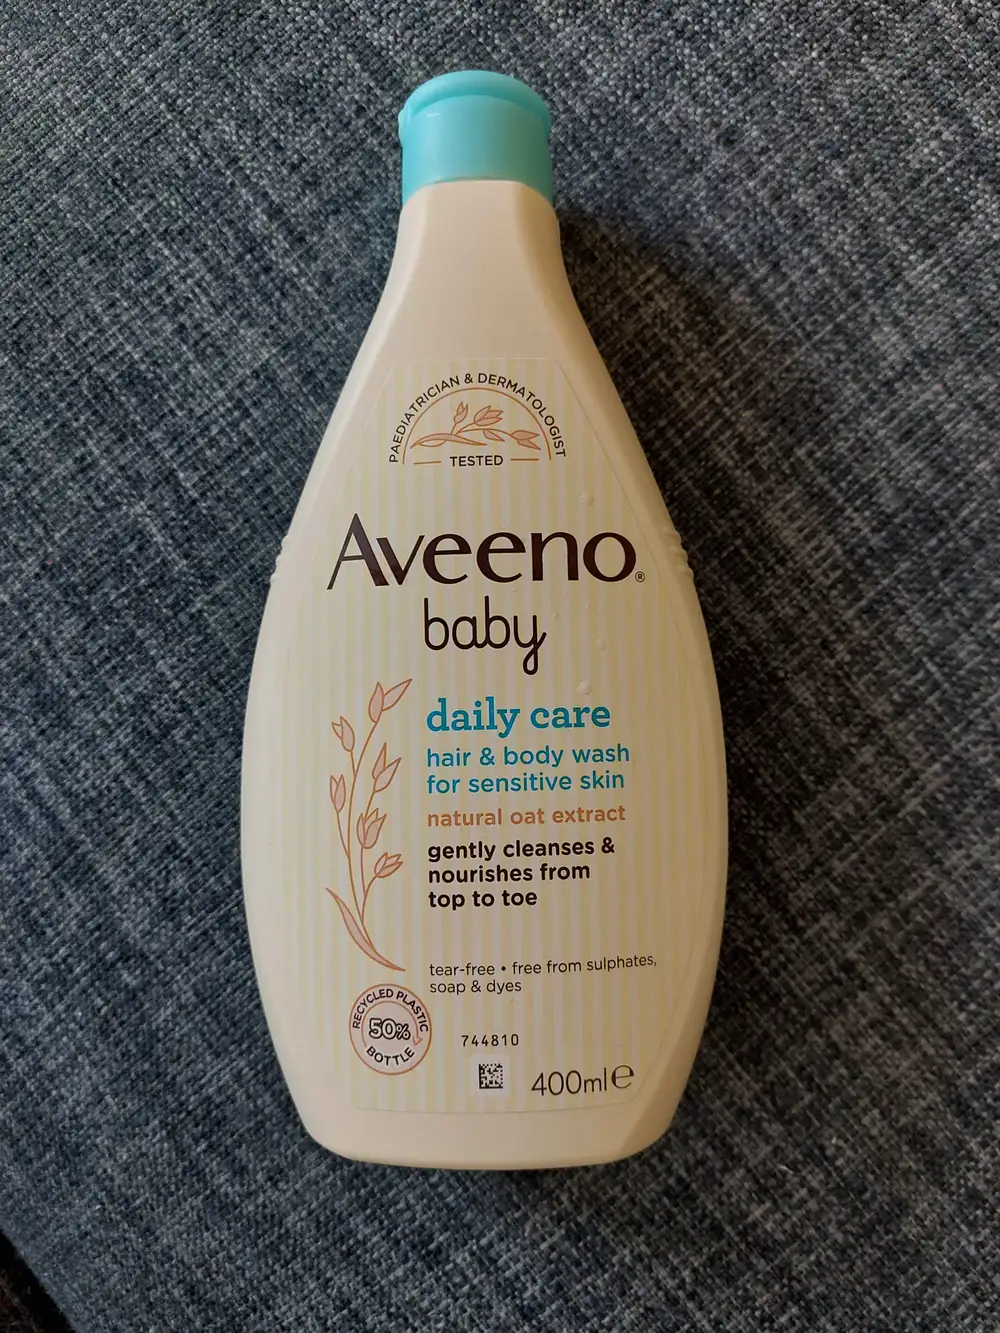 PAEDIATRICIAN & DERMATOLOGIST
TESTED
Aveeno®
baby
daily care
hair & body wash
for sensitive skin
natural oat extract
gently cleanses &
nourishes from
top to toe
tear-free • free from sulphates,
soap & dyes
RECYCLED PLASTIC
50%
BOTTLE
744810
400ml℮